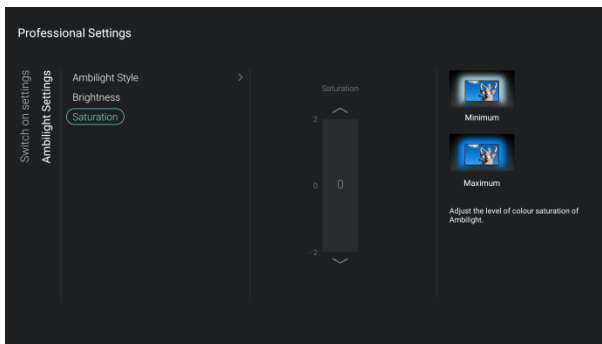 Professional Settings
Switch on settings
Ambilight Settings
Ambilight Style >
Brightness
Saturation
Saturation
2
0
0
-2
Minimum
Maximum
Adjust the level of colour saturation of
Ambilight.